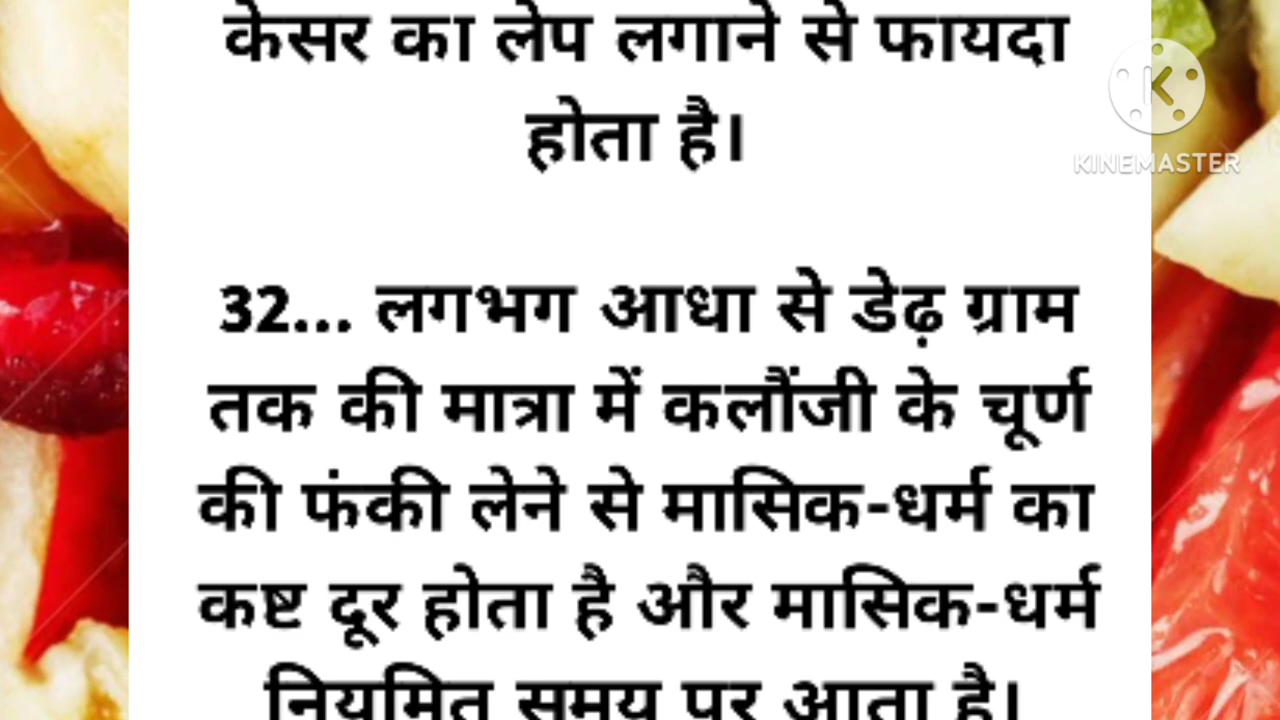 केसर का लेप लगाने से फायदा
होता है।
KINEMASTER
32... लगभग आधा से डेढ़ ग्राम
तक की मात्रा में कलौंजी के चूर्ण
की फंकी लेने से मासिक-धर्म का
कष्ट दूर होता है और मासिक-धर्म
नियमित समय पर आता है।